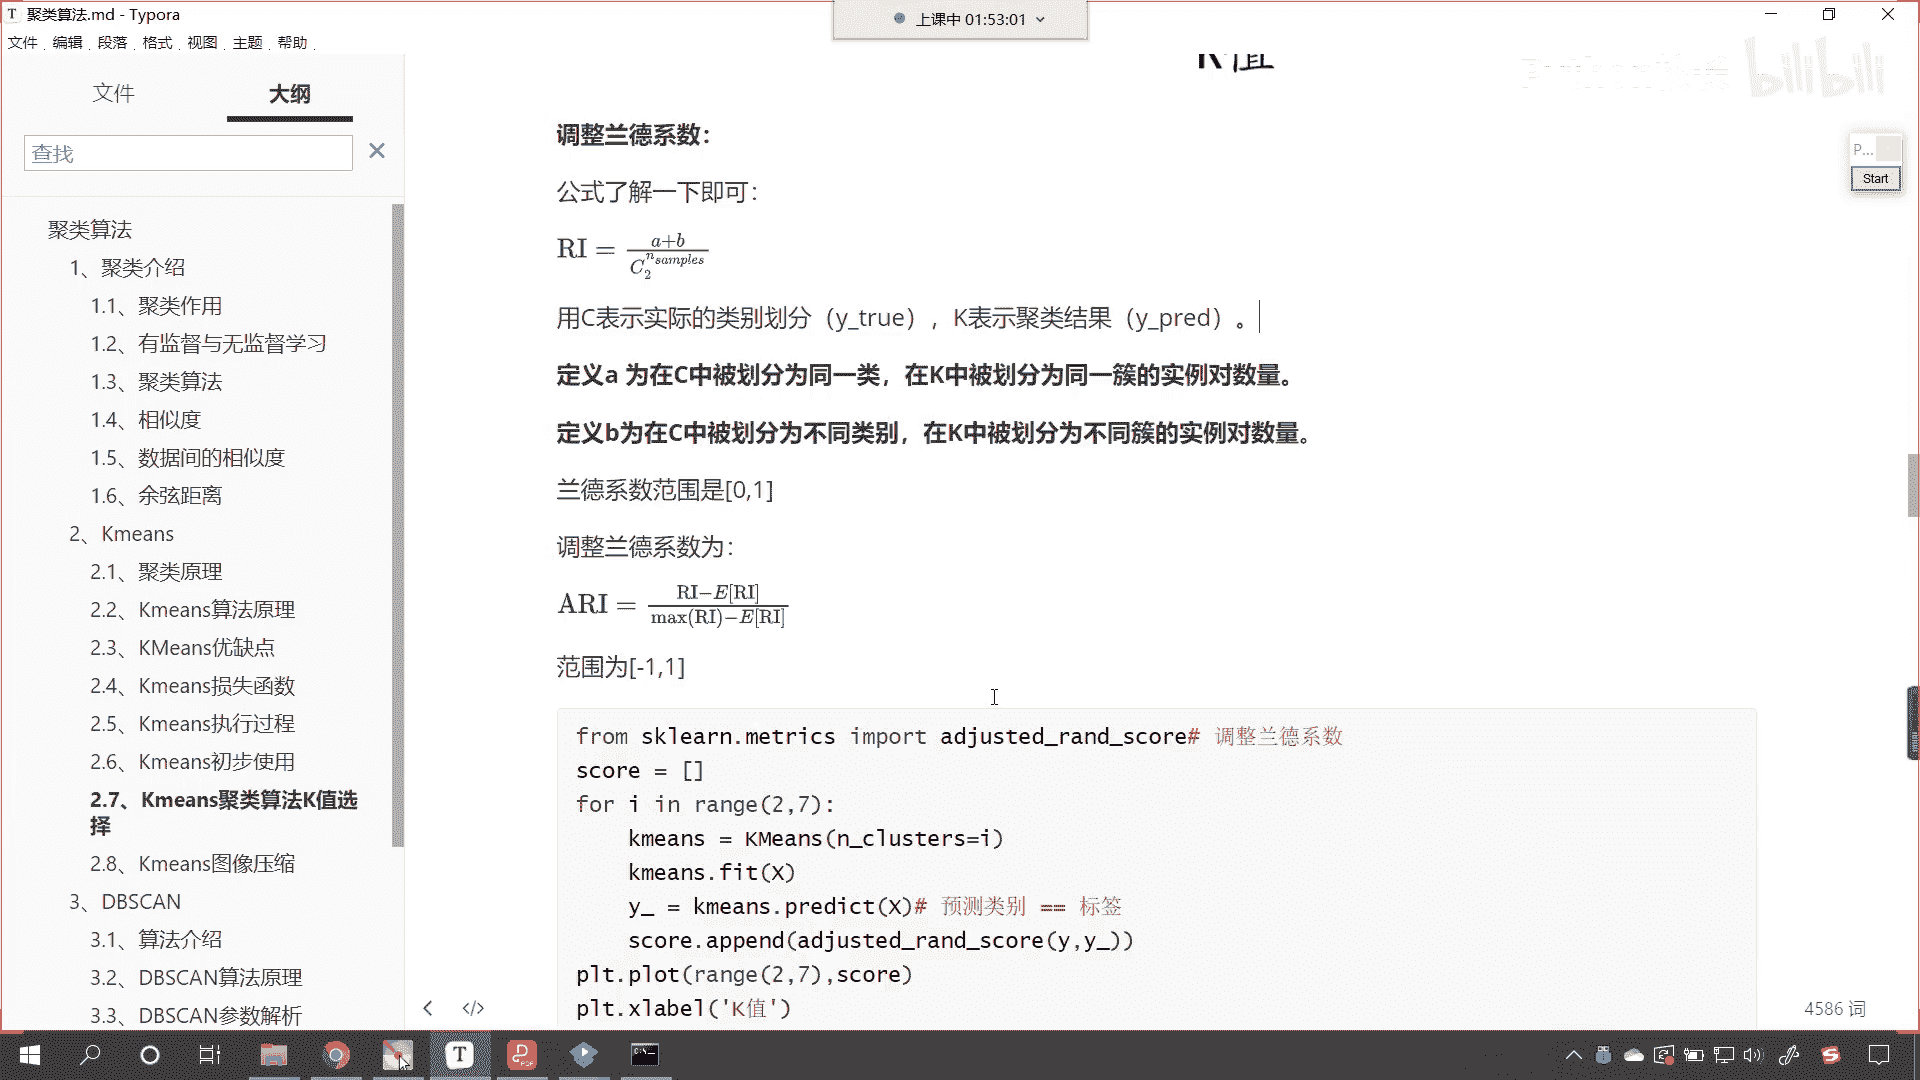 聚类算法.md - Typora
上课中 01:53:01
文件 编辑 段落 格式 视图 主题 帮助
文件
大纲
查找
聚类算法
1、聚类介绍
1.1、聚类作用
1.2、有监督与无监督学习
1.3、聚类算法
1.4、相似度
1.5、数据间的相似度
1.6、余弦距离
2、Kmeans
2.1、聚类原理
2.2、Kmeans算法原理
2.3、KMeans优缺点
2.4、Kmeans损失函数
2.5、Kmeans执行过程
2.6、Kmeans初步使用
2.7、Kmeans聚类算法K值选
择
2.8、Kmeans图像压缩
3、DBSCAN
3.1、算法介绍
3.2、DBSCAN算法原理
3.3、DBSCAN参数解析
K值
bilibili
P...
Start
调整兰德系数：
公式了解一下即可：
RI = \frac{a+b}{C_2^{n_{samples}}}
用C表示实际的类别划分（y_true），K表示聚类结果（y_pred）。
定义a 为在C中被划分为同一类，在K中被划分为同一簇的实例对数量。
定义b为在C中被划分为不同类别，在K中被划分为不同簇的实例对数量。
兰德系数范围是[0,1]
调整兰德系数为：
ARI = \frac{RI-E[RI]}{max(RI)-E[RI]}
范围为[-1,1]
from sklearn.metrics import adjusted_rand_score# 调整兰德系数
score = []
for i in range(2,7):
    kmeans = KMeans(n_clusters=i)
    kmeans.fit(X)
    y_ = kmeans.predict(X)# 预测类别 == 标签
    score.append(adjusted_rand_score(y,y_))
plt.plot(range(2,7),score)
plt.xlabel('K值')
4586 词